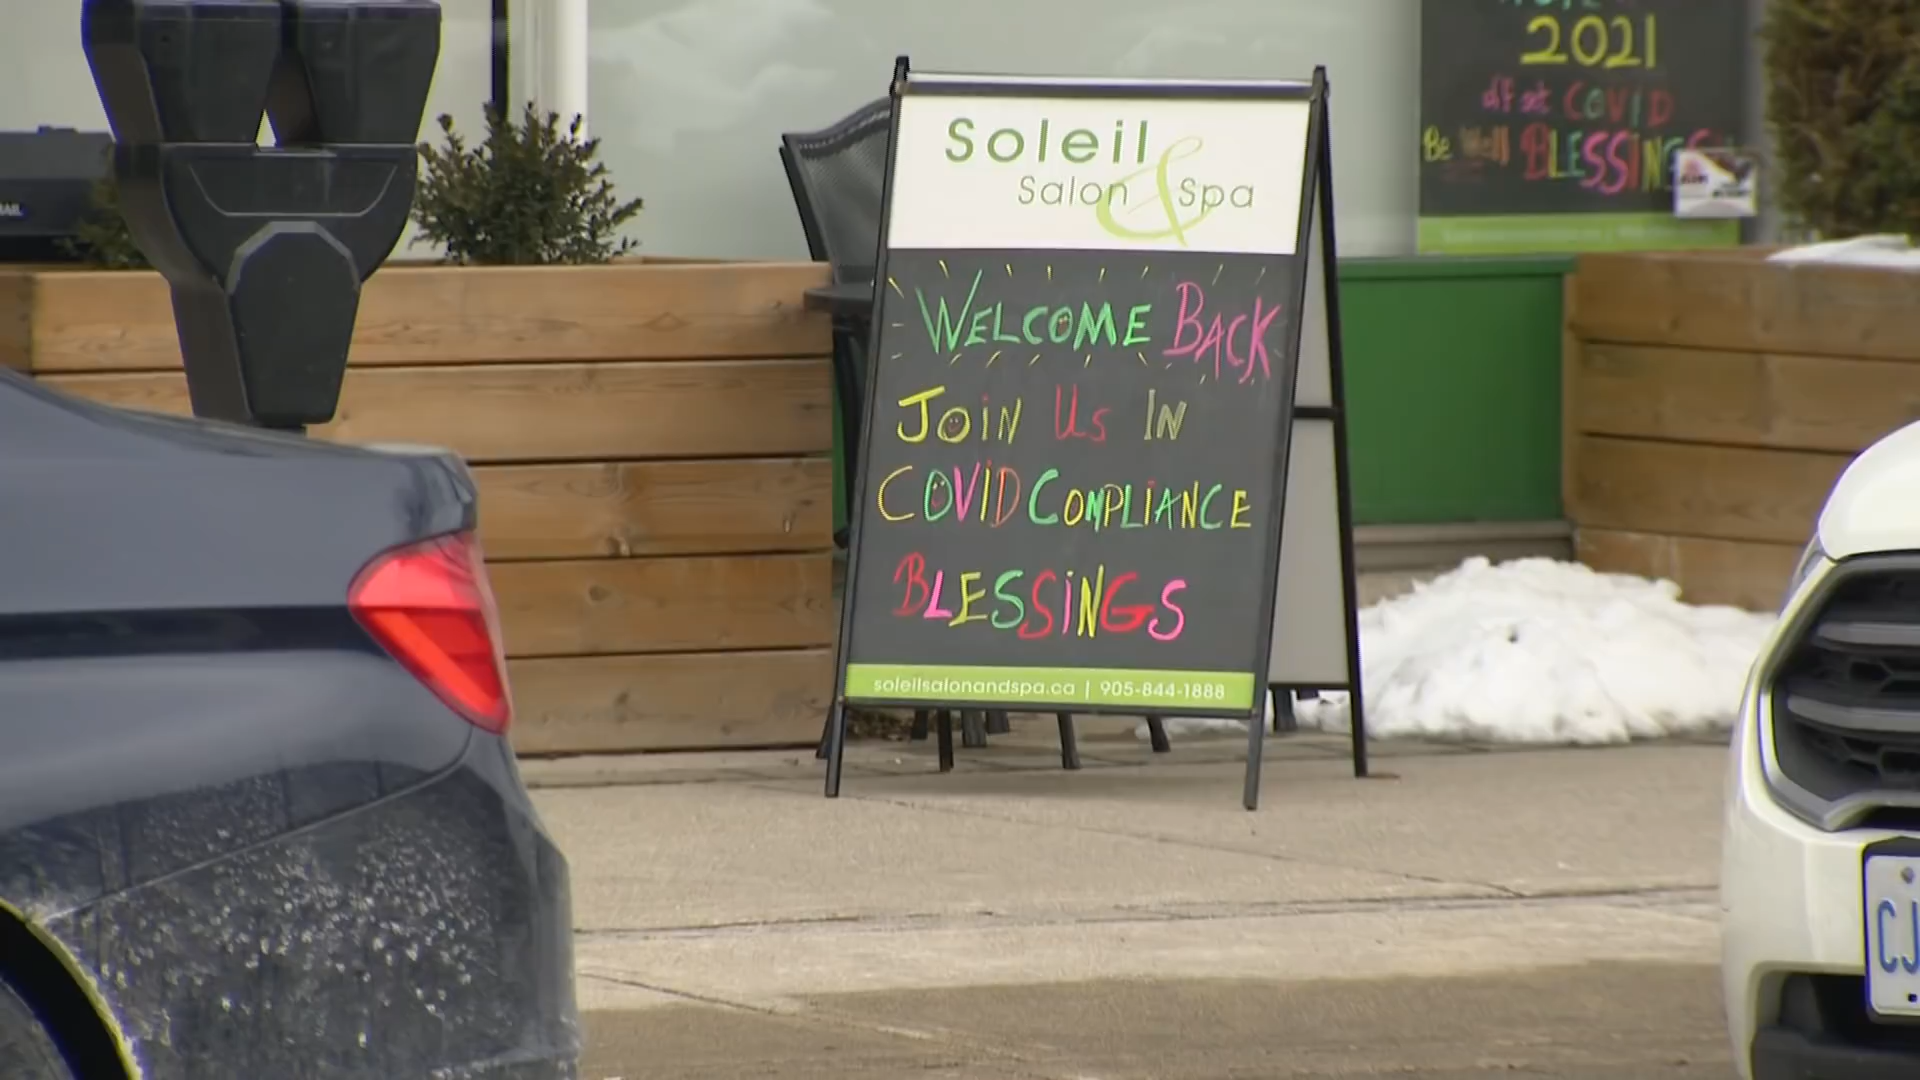 2021
COVID
Be Well BLESSINGS
Soleil
Salon & Spa
WELCOME BACK
JOIN US IN
COVID COMPLIANCE
BLESSINGS
soleilsalonandspa.ca | 905-844-1888
CJ